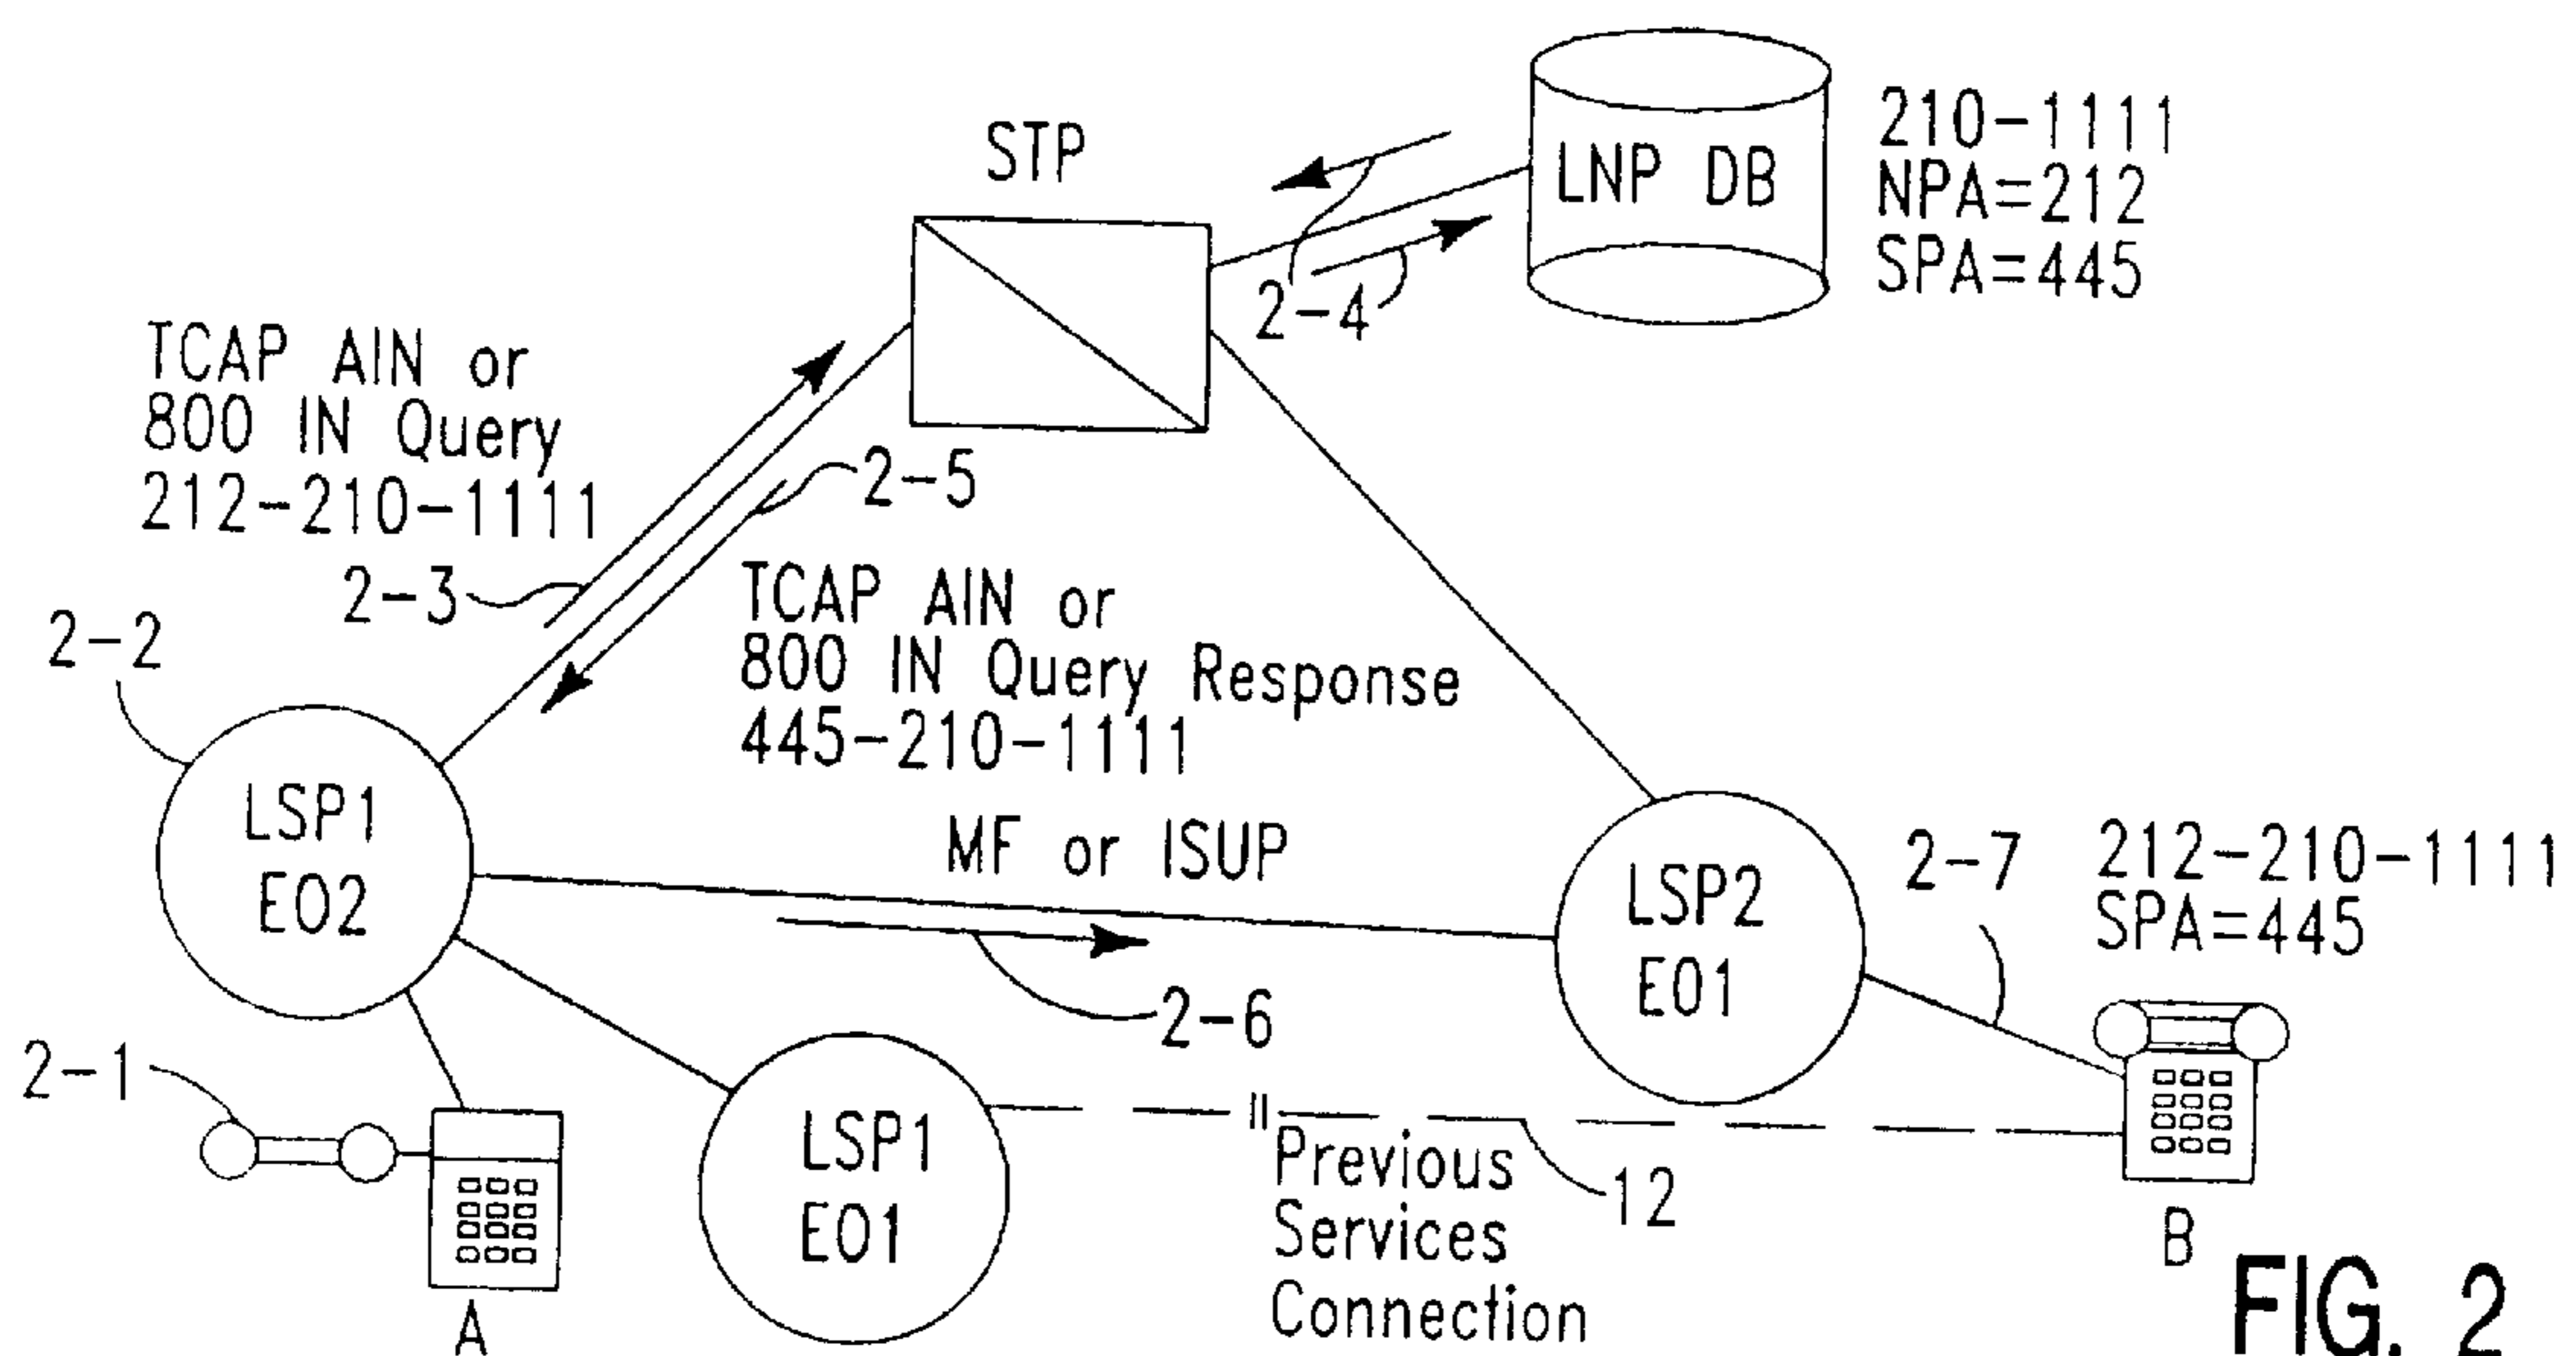 STP
LNP DB
210-1111
NPA=212
SPA=445
2-4
TCAP AIN or
800 IN Query
212-210-1111
2-5
2-3
TCAP AIN or
800 IN Query Response
445-210-1111
2-2
LSP1
EO2
MF or ISUP
2-6
LSP2
EO1
2-7
212-210-1111
SPA=445
2-1
A
LSP1
EO1
Previous
Services
Connection
12
B
FIG. 2